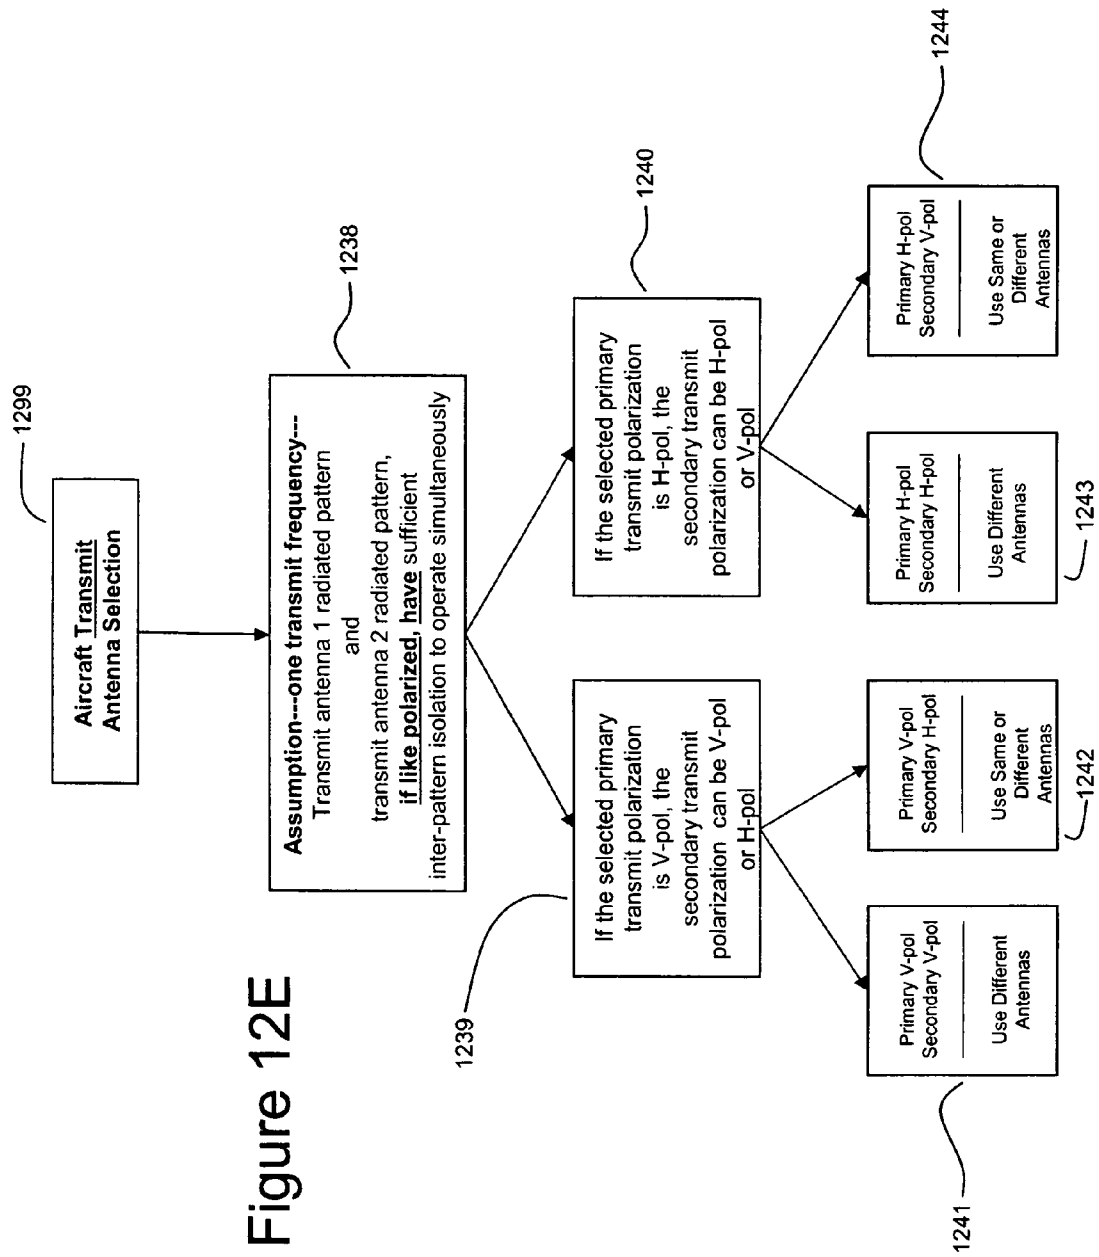 Figure 12E
Aircraft Transmit
Antenna Selection
1299
Assumption---one transmit frequency---
Transmit antenna 1 radiated pattern
and
transmit antenna 2 radiated pattern,
if like polarized, have sufficient
inter-pattern isolation to operate simultaneously
1238
If the selected primary
transmit polarization
is V-pol, the
secondary transmit
polarization can be V-pol
or H-pol
1239
If the selected primary
transmit polarization
is H-pol, the
secondary transmit
polarization can be H-pol
or V-pol
1240
Primary V-pol
Secondary V-pol
Use Different
Antennas
1241
Primary V-pol
Secondary H-pol
Use Same or
Different
Antennas
1242
Primary H-pol
Secondary H-pol
Use Different
Antennas
1243
Primary H-pol
Secondary V-pol
Use Same or
Different
Antennas
1244